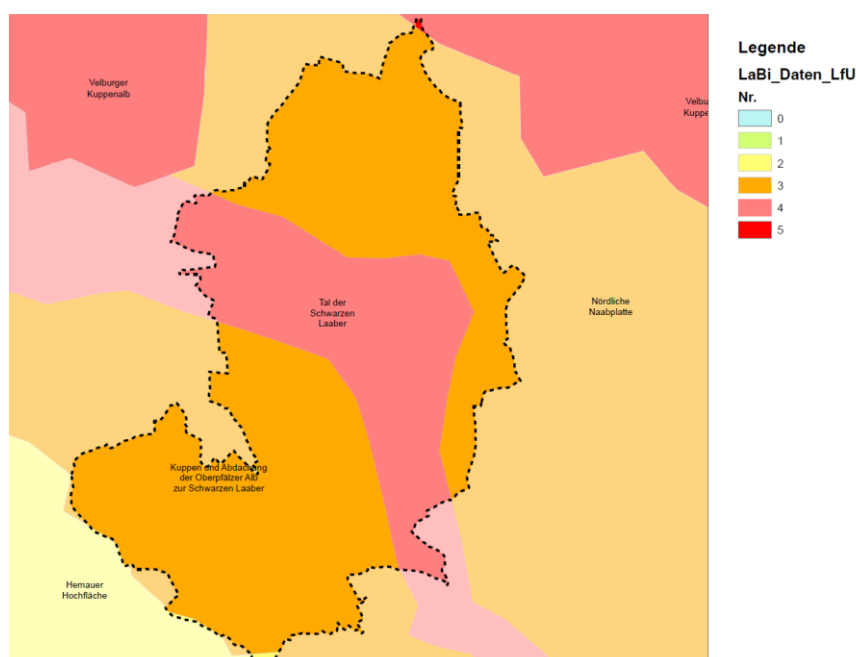 Velburger
Kuppenalb
Velbu
Kuppe
Tal der
Schwarzen
Laaber
Nördliche
Naabplatte
Kuppen und Abdachung
der Oberpfälzer Alb
zur Schwarzen Laaber
Hemauer
Hochfläche
Legende
LaBi_Daten_LfU
Nr.
0
1
2
3
4
5